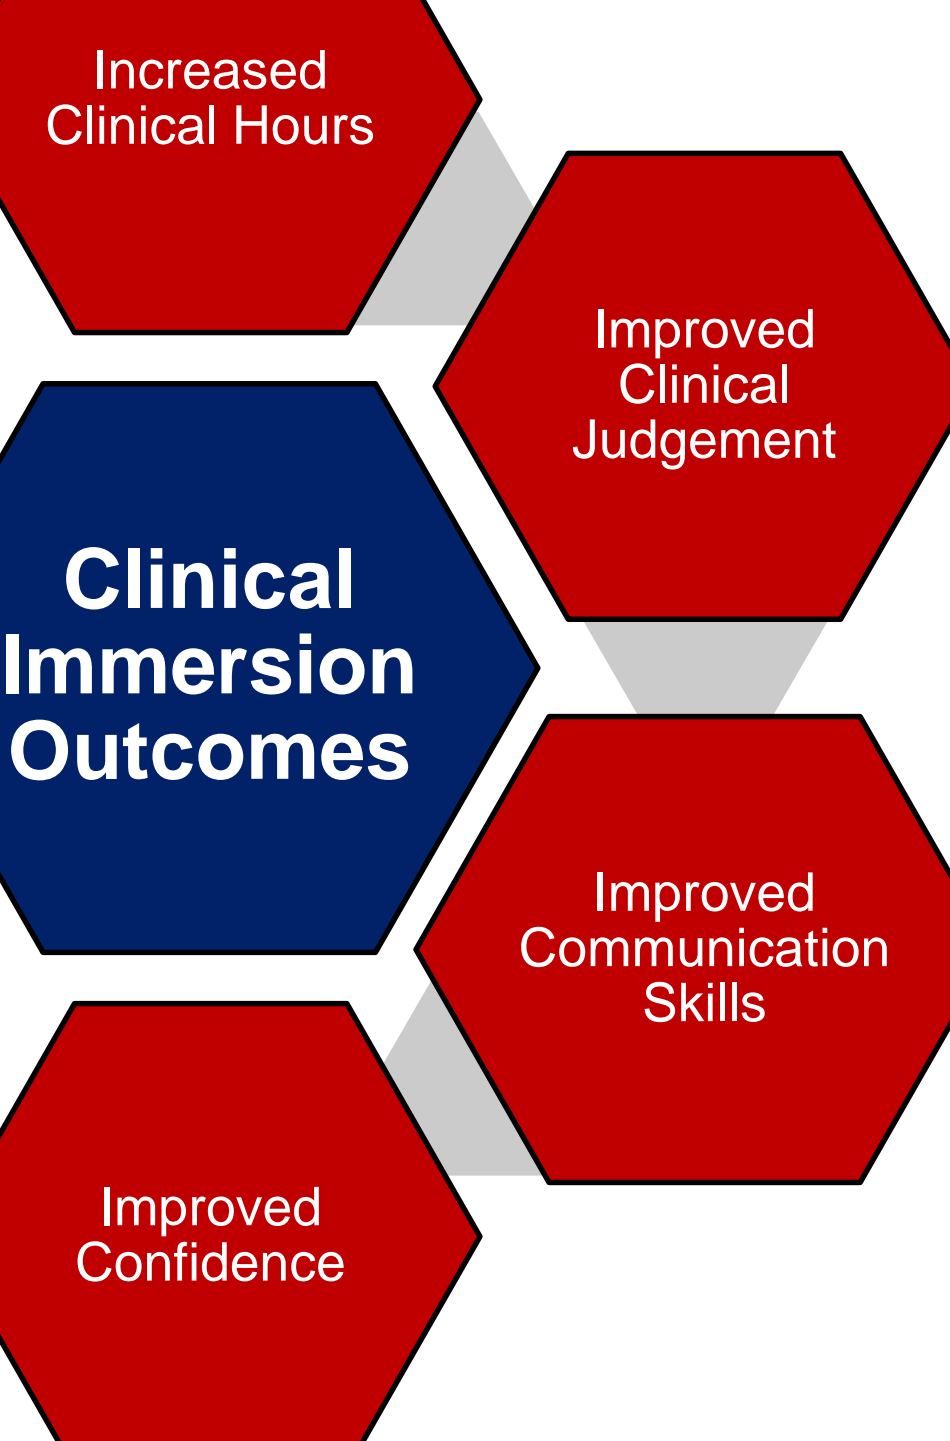 Increased
Clinical Hours
Improved
Clinical
Judgement
Clinical
Immersion
Outcomes
Improved
Communication
Skills
Improved
Confidence